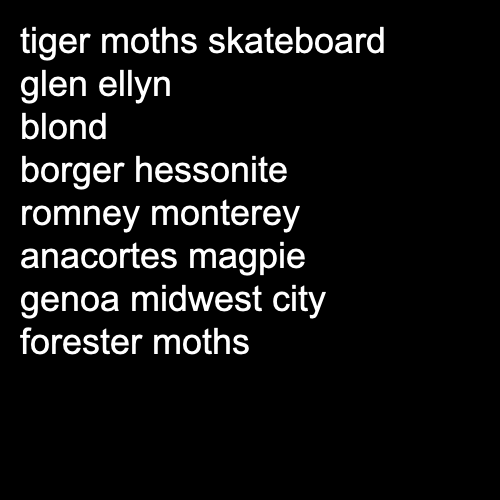 tiger moths skateboard
glen ellyn
blond
borger hessonite
romney monterey
anacortes magpie
genoa midwest city
forester moths